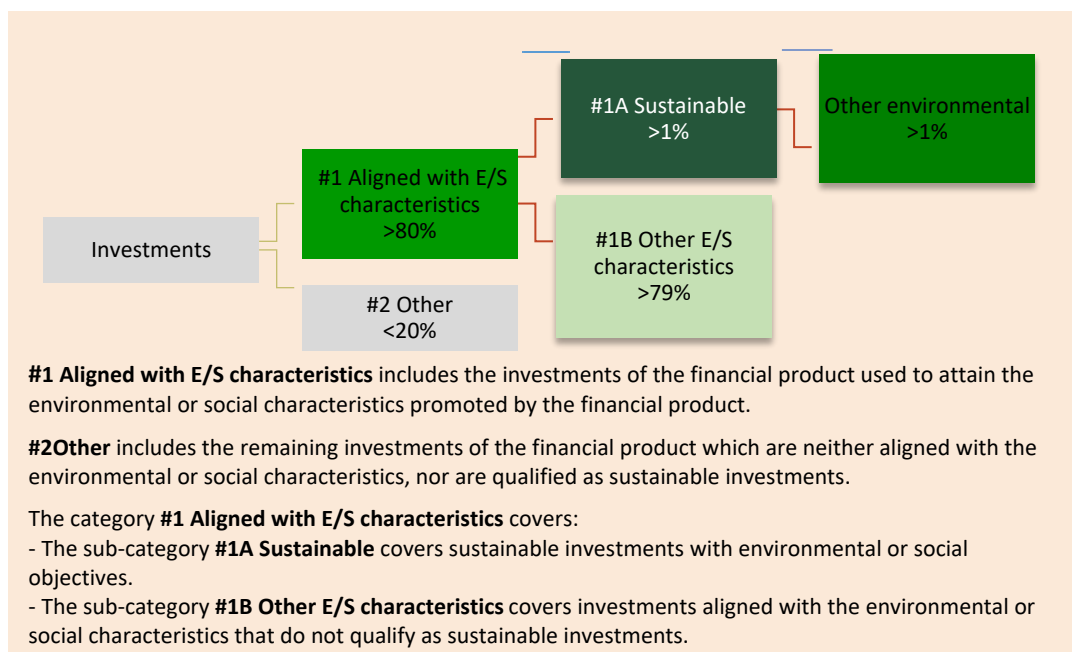 #1A Sustainable
>1%
Other environmental
>1%
#1 Aligned with E/S
characteristics
>80%
Investments
#1B Other E/S
characteristics
>79%
#2 Other
<20%
#1 Aligned with E/S characteristics includes the investments of the financial product used to attain the
environmental or social characteristics promoted by the financial product.
#2Other includes the remaining investments of the financial product which are neither aligned with the
environmental or social characteristics, nor are qualified as sustainable investments.
The category #1 Aligned with E/S characteristics covers:
- The sub-category #1A Sustainable covers sustainable investments with environmental or social
objectives.
- The sub-category #1B Other E/S characteristics covers investments aligned with the environmental or
social characteristics that do not qualify as sustainable investments.